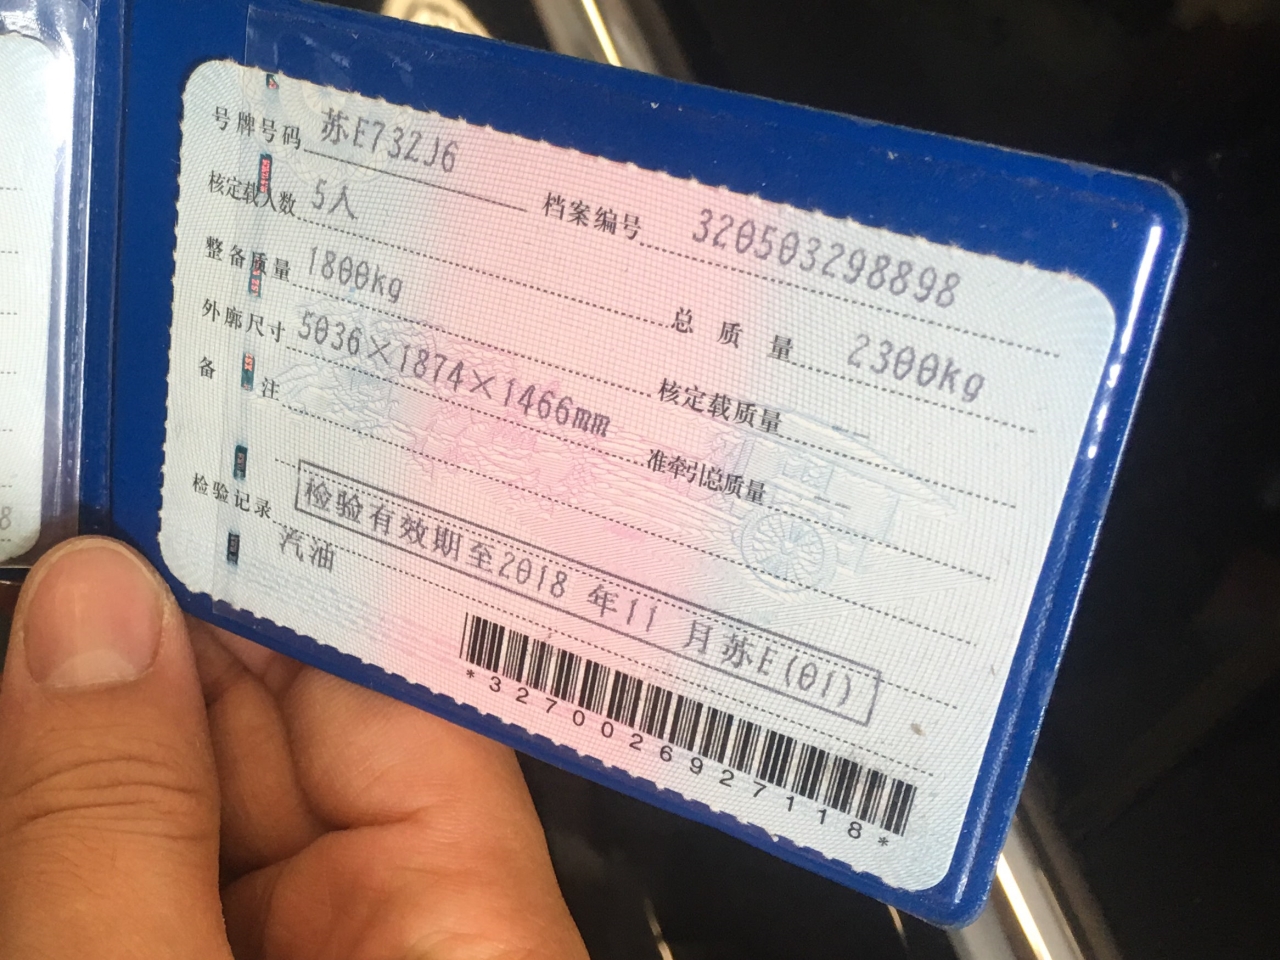 号牌号码 苏E732J6 档案编号 320503298898
核定载人数 5人 总质量 2300kg
整备质量 1800kg 核定载质量 --
外廓尺寸 5036×1874×1466mm 准牵引总质量 --
备注
检验记录 检验有效期至2018年11月苏E(01)
汽油
*3270026927118*
8